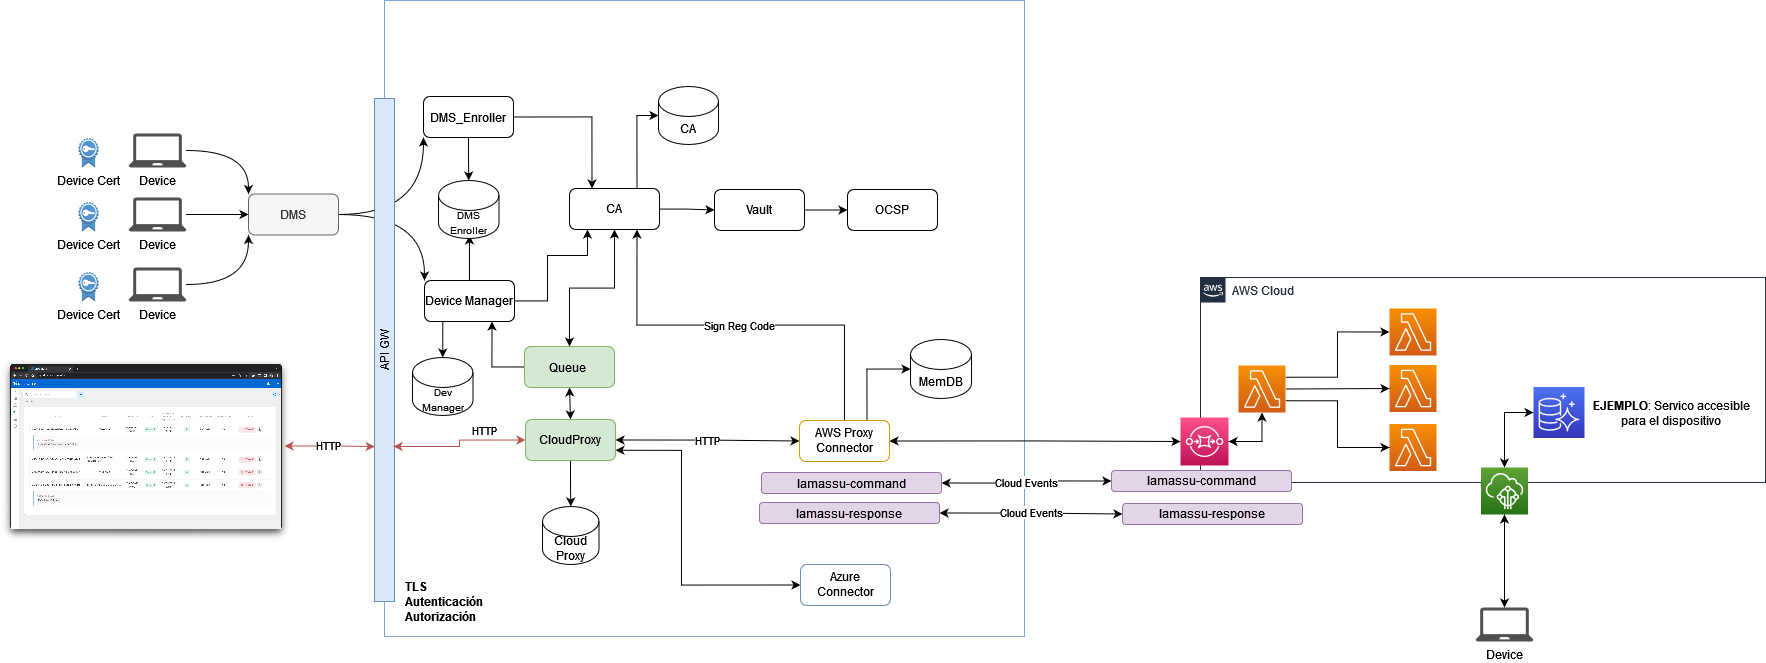 Device Cert
Device
Device Cert
Device
Device Cert
Device
DMS
API GW
DMS_Enroller
DMS
Enroller
CA
CA
Vault
OCSP
Device Manager
Dev
Manager
Queue
Sign Reg Code
MemDB
HTTP
HTTP
CloudProxy
HTTP
AWS Proxy
Connector
Cloud
Proxy
lamassu-command
Cloud Events
lamassu-command
lamassu-response
Cloud Events
lamassu-response
Azure
Connector
TLS
Autenticación
Autorización
aws
AWS Cloud
EJEMPLO: Servico accesible
para el dispositivo
Device